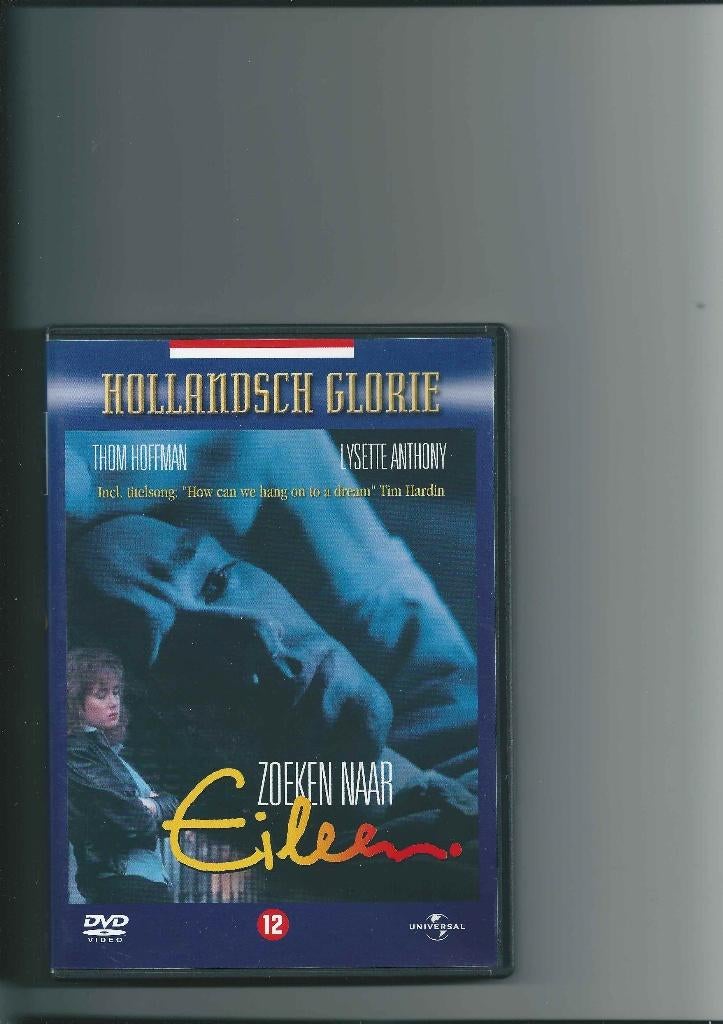 HOLLANDSCH GLORIE
THOM HOFFMAN LYSETTE ANTHONY
Incl. titelsong: "How can we hang on to a dream" Tim Hardin
ZOEKEN NAAR
Eileen.
DVD
VIDEO
12
UNIVERSAL